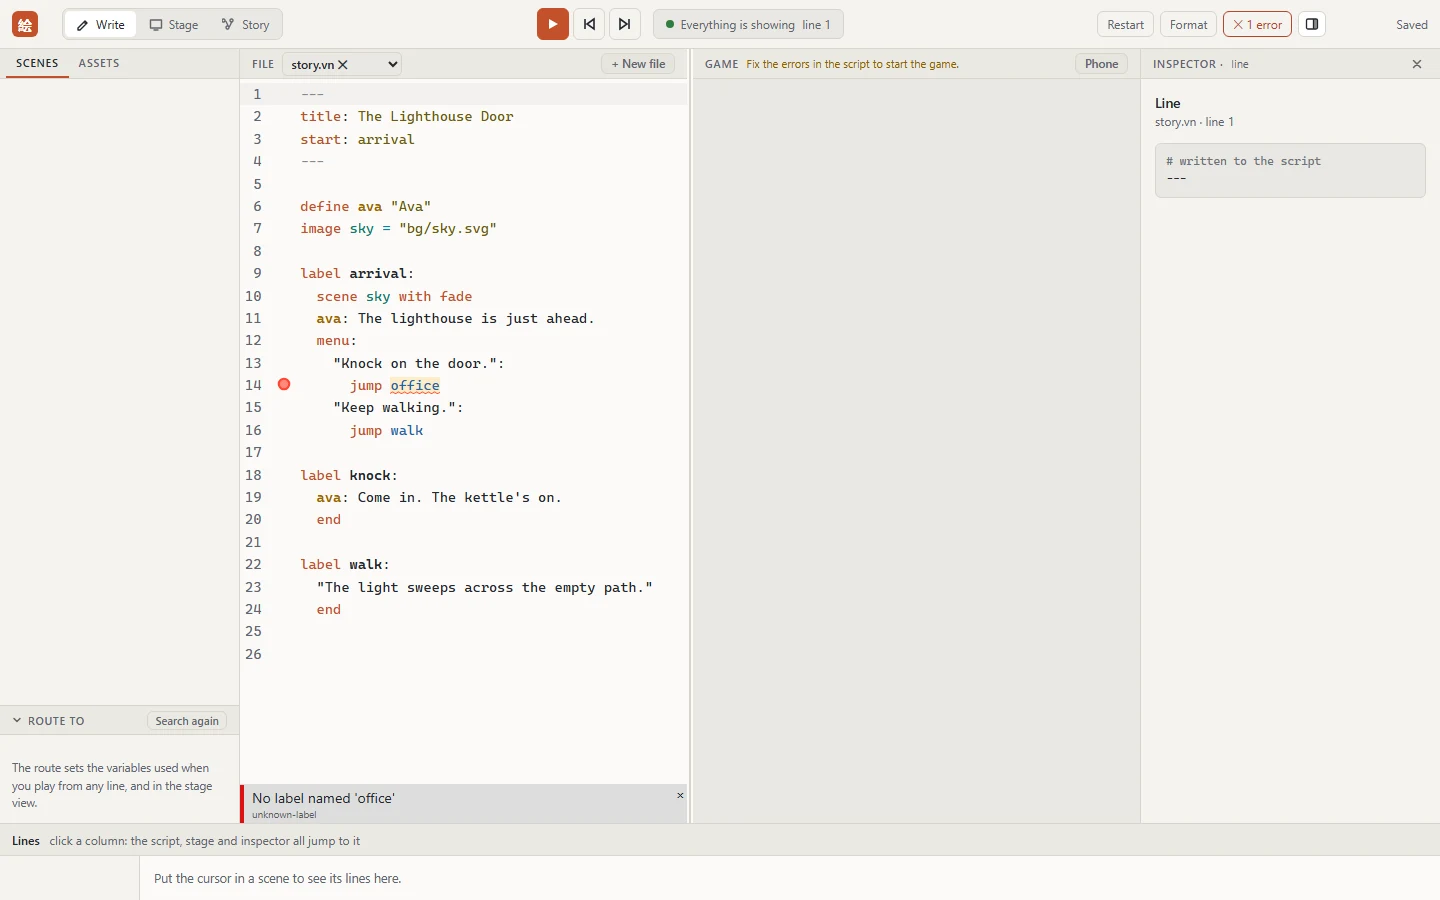 絵 Write Stage Story Everything is showing line 1 Restart Format 1 error Saved
SCENES ASSETS
FILE story.vn + New file
1 ---
2 title: The Lighthouse Door
3 start: arrival
4 ---
5
6 define ava "Ava"
7 image sky = "bg/sky.svg"
8
9 label arrival:
10 scene sky with fade
11 ava: The lighthouse is just ahead.
12 menu:
13 "Knock on the door.":
14 jump office
15 "Keep walking.":
16 jump walk
17
18 label knock:
19 ava: Come in. The kettle's on.
20 end
21
22 label walk:
23 "The light sweeps across the empty path."
24 end
25
26
No label named 'office'
unknown-label
GAME Fix the errors in the script to start the game. Phone
INSPECTOR · line
Line
story.vn · line 1
# written to the script
---
ROUTE TO Search again
The route sets the variables used when
you play from any line, and in the stage
view.
Lines click a column: the script, stage and inspector all jump to it
Put the cursor in a scene to see its lines here.